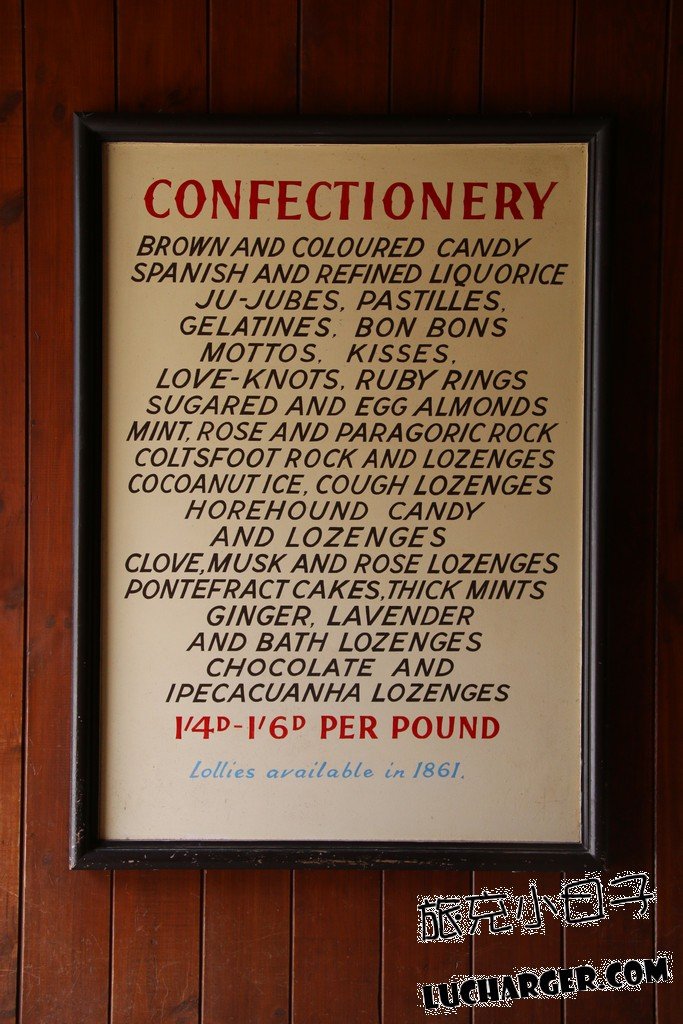 CONFECTIONERY
BROWN AND COLOURED CANDY
SPANISH AND REFINED LIQUORICE
JU-JUBES, PASTILLES,
GELATINES, BON BONS
MOTTOS, KISSES,
LOVE-KNOTS, RUBY RINGS
SUGARED AND EGG ALMONDS
MINT, ROSE AND PARAGORIC ROCK
COLTSFOOT ROCK AND LOZENGES
COCOANUT ICE, COUGH LOZENGES
HOREHOUND CANDY
AND LOZENGES
CLOVE, MUSK AND ROSE LOZENGES
PONTEFRACT CAKES, THICK MINTS
GINGER, LAVENDER
AND BATH LOZENGES
CHOCOLATE AND
IPECACUANHA LOZENGES
1/4D-1/6D PER POUND
Lollies available in 1861.
旅克小日子
LUCHARGER.COM